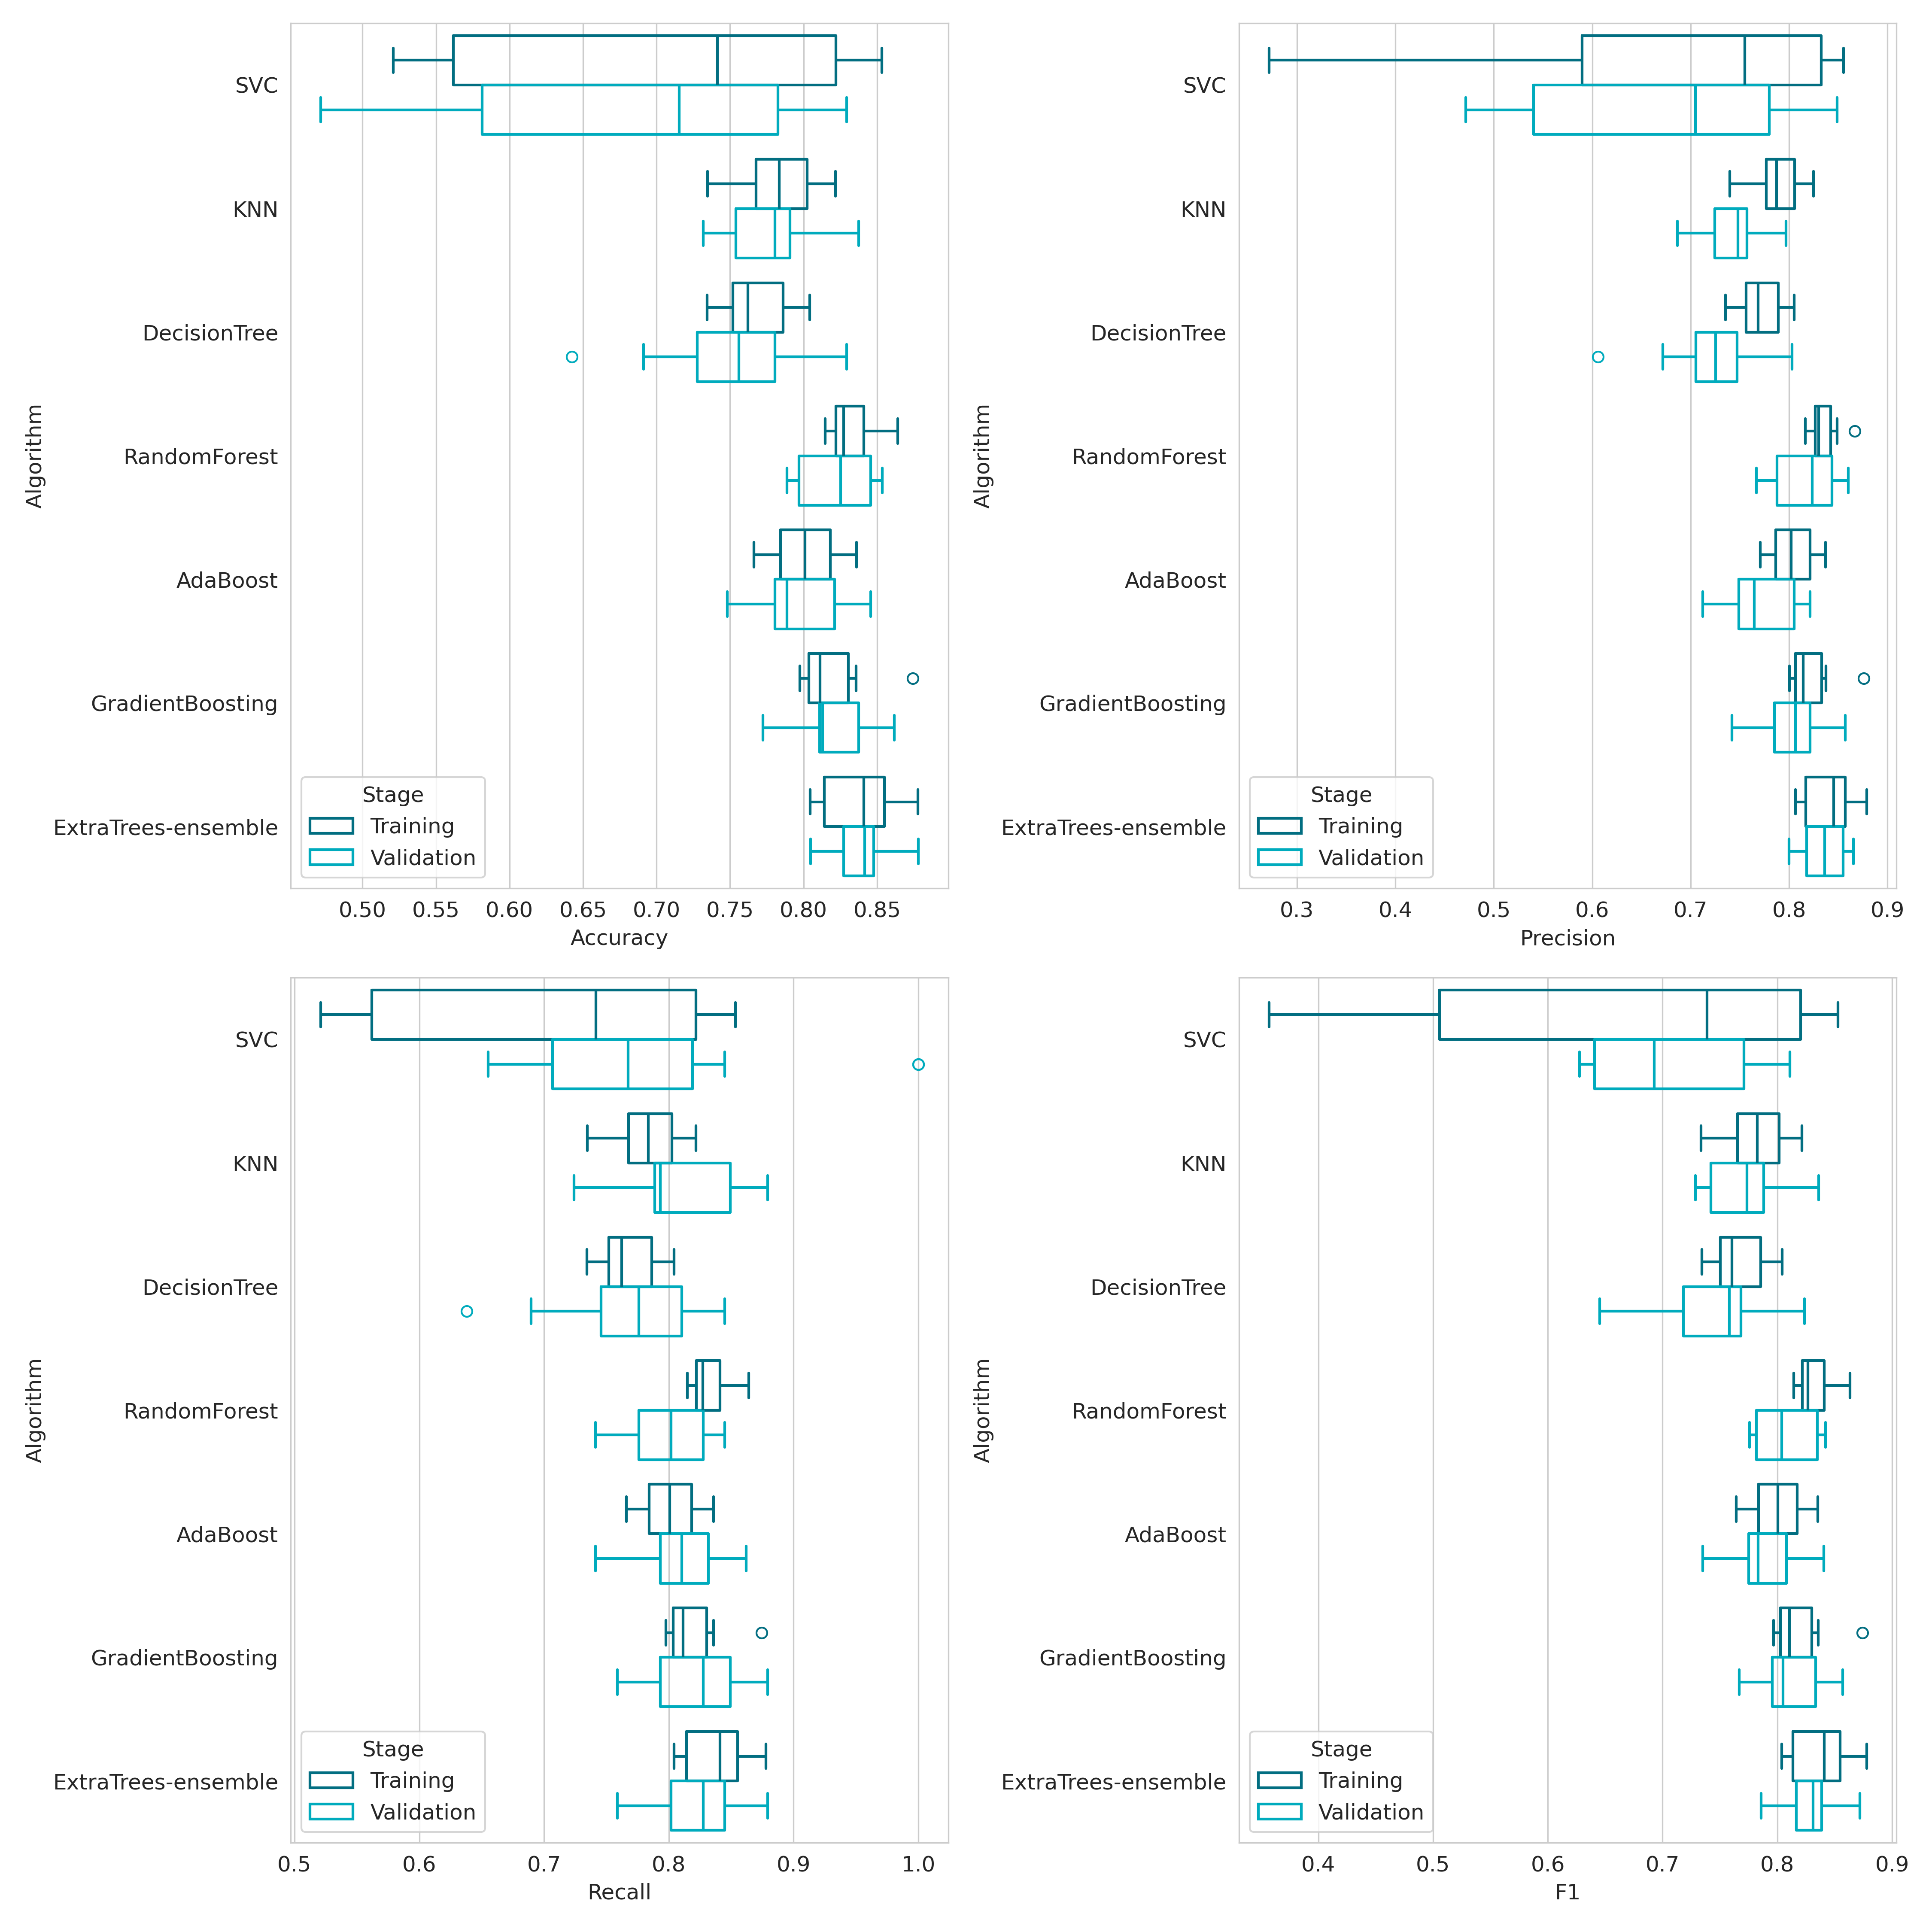 SVC
KNN
DecisionTree
RandomForest
AdaBoost
GradientBoosting
ExtraTrees-ensemble
Algorithm
Stage
Training
Validation
0.50 0.55 0.60 0.65 0.70 0.75 0.80 0.85
Accuracy
SVC
KNN
DecisionTree
RandomForest
AdaBoost
GradientBoosting
ExtraTrees-ensemble
Algorithm
Stage
Training
Validation
0.3 0.4 0.5 0.6 0.7 0.8 0.9
Precision
SVC
KNN
DecisionTree
RandomForest
AdaBoost
GradientBoosting
ExtraTrees-ensemble
Algorithm
Stage
Training
Validation
0.5 0.6 0.7 0.8 0.9 1.0
Recall
SVC
KNN
DecisionTree
RandomForest
AdaBoost
GradientBoosting
ExtraTrees-ensemble
Algorithm
Stage
Training
Validation
0.4 0.5 0.6 0.7 0.8 0.9
F1